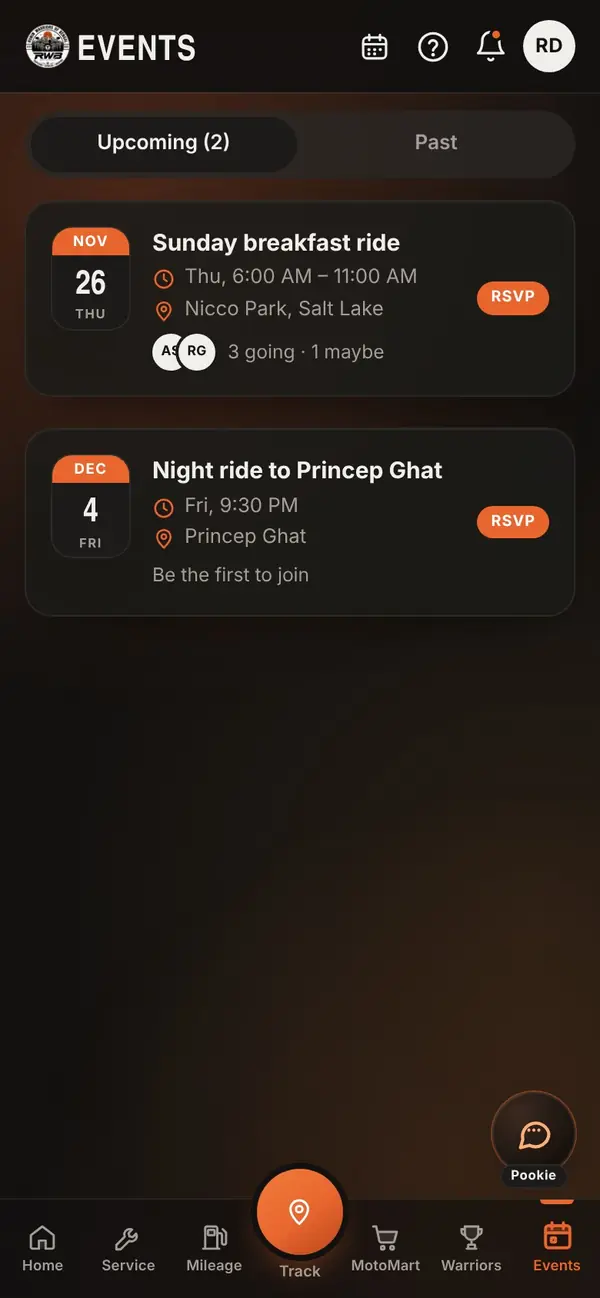 RWB
EVENTS
RD
Upcoming (2)
Past
NOV
26
THU
Sunday breakfast ride
Thu, 6:00 AM – 11:00 AM
Nicco Park, Salt Lake
RG
3 going · 1 maybe
RSVP
DEC
4
FRI
Night ride to Princep Ghat
Fri, 9:30 PM
Princep Ghat
Be the first to join
RSVP
Pookie
Home
Service
Mileage
Track
MotoMart
Warriors
Events